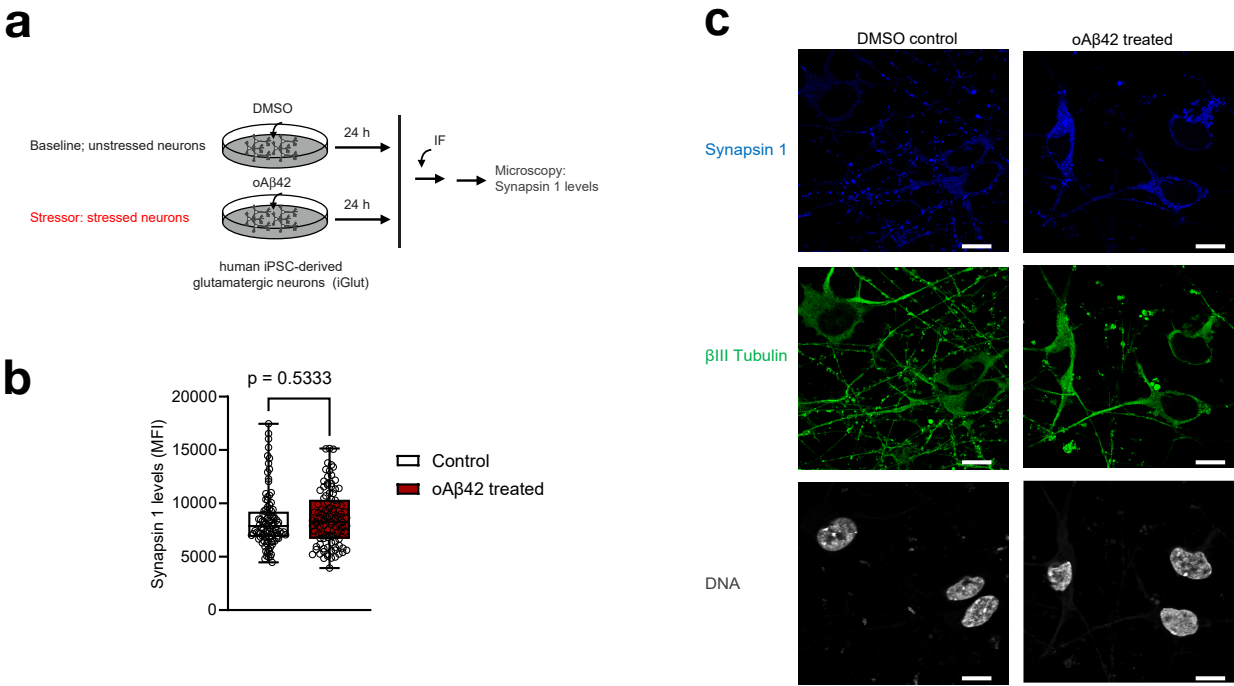 a
DMSO
Baseline; unstressed neurons
24 h
IF
Microscopy:
Synapsin 1 levels
oAβ42
Stressor: stressed neurons
24 h
human iPSC-derived
glutamatergic neurons (iGlut)
b
p = 0.5333
20000
15000
10000
5000
0
Synapsin 1 levels (MFI)
Control
oAβ42 treated
c
DMSO control
oAβ42 treated
Synapsin 1
βIII Tubulin
DNA